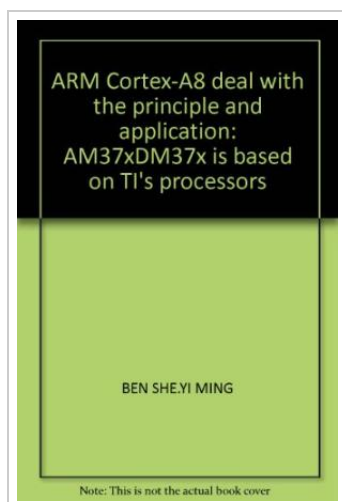 ARM Cortex-A8 deal with
the principle and
application:
AM37xDM37x is based
on TI's processors
BEN SHE.YI MING
Note: This is not the actual book cover